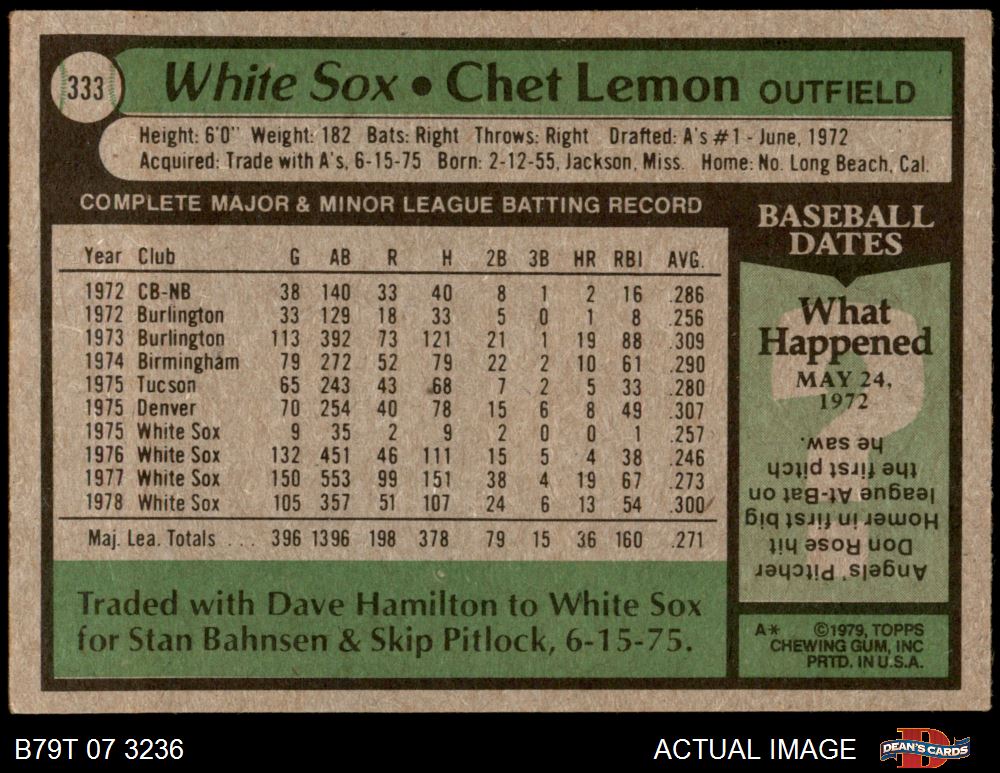 333 White Sox • Chet Lemon OUTFIELD
Height: 6'0" Weight: 182 Bats: Right Throws: Right Drafted: A's #1 - June, 1972
Acquired: Trade with A's, 6-15-75 Born: 2-12-55, Jackson, Miss. Home: No. Long Beach, Cal.
COMPLETE MAJOR & MINOR LEAGUE BATTING RECORD
Year Club G AB R H 2B 3B HR RBI AVG.
1972 CB-NB 38 140 33 40 8 1 2 16 .286
1972 Burlington 33 129 18 33 5 0 1 8 .256
1973 Burlington 113 392 73 121 21 1 19 88 .309
1974 Birmingham 79 272 52 79 22 2 10 61 .290
1975 Tucson 65 243 43 68 7 2 5 33 .280
1975 Denver 70 254 40 78 15 6 8 49 .307
1975 White Sox 9 35 2 9 2 0 0 1 .257
1976 White Sox 132 451 46 111 15 5 4 38 .246
1977 White Sox 150 553 99 151 38 4 19 67 .273
1978 White Sox 105 357 51 107 24 6 13 54 .300
Maj. Lea. Totals . . . 396 1396 198 378 79 15 36 160 .271
Traded with Dave Hamilton to White Sox
for Stan Bahnsen & Skip Pitlock, 6-15-75.
BASEBALL
DATES
What
Happened
MAY 24,
1972
?
Angels' Pitcher
Don Rose hit
Homer in first big
league At-Bat on
the first pitch
he saw.
A* ©1979, TOPPS
CHEWING GUM, INC
PRTD. IN U.S.A.
B79T 07 3236 ACTUAL IMAGE DEAN'S CARDS